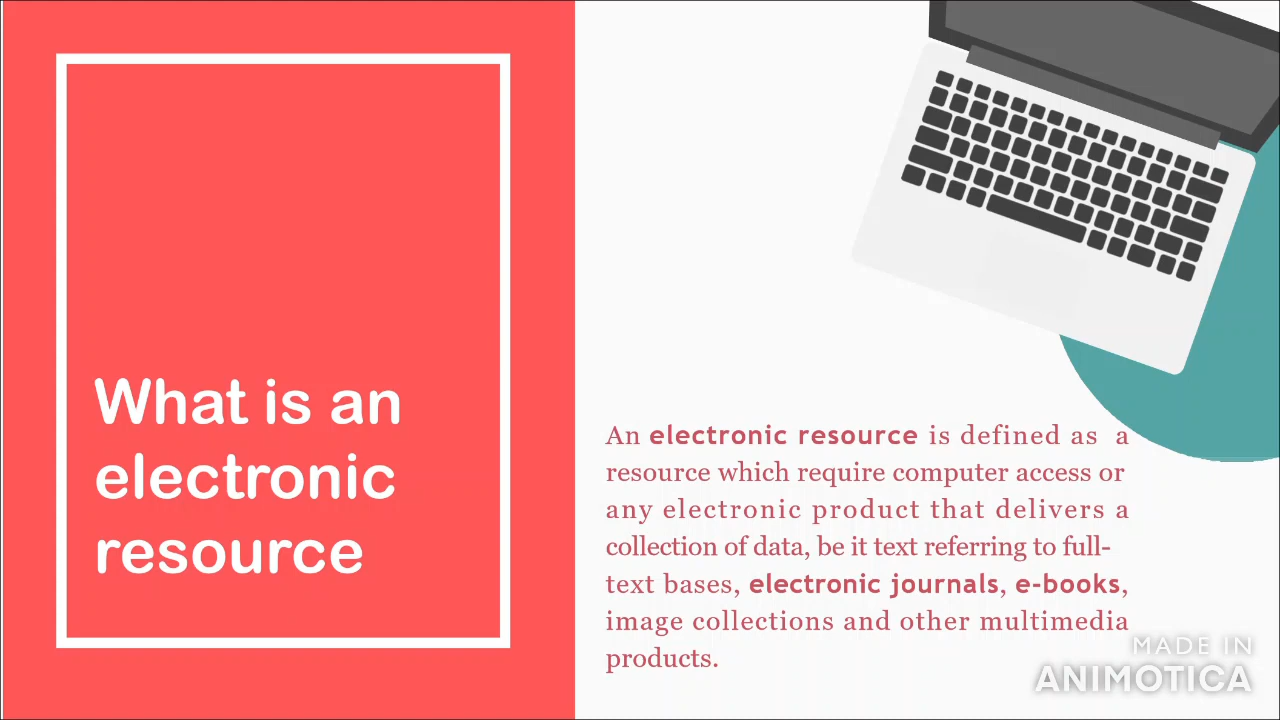 What is an
electronic
resource
An electronic resource is defined as a
resource which require computer access or
any electronic product that delivers a
collection of data, be it text referring to full-
text bases, electronic journals, e-books,
image collections and other multimedia
products.
MADE IN
ANIMOTICA